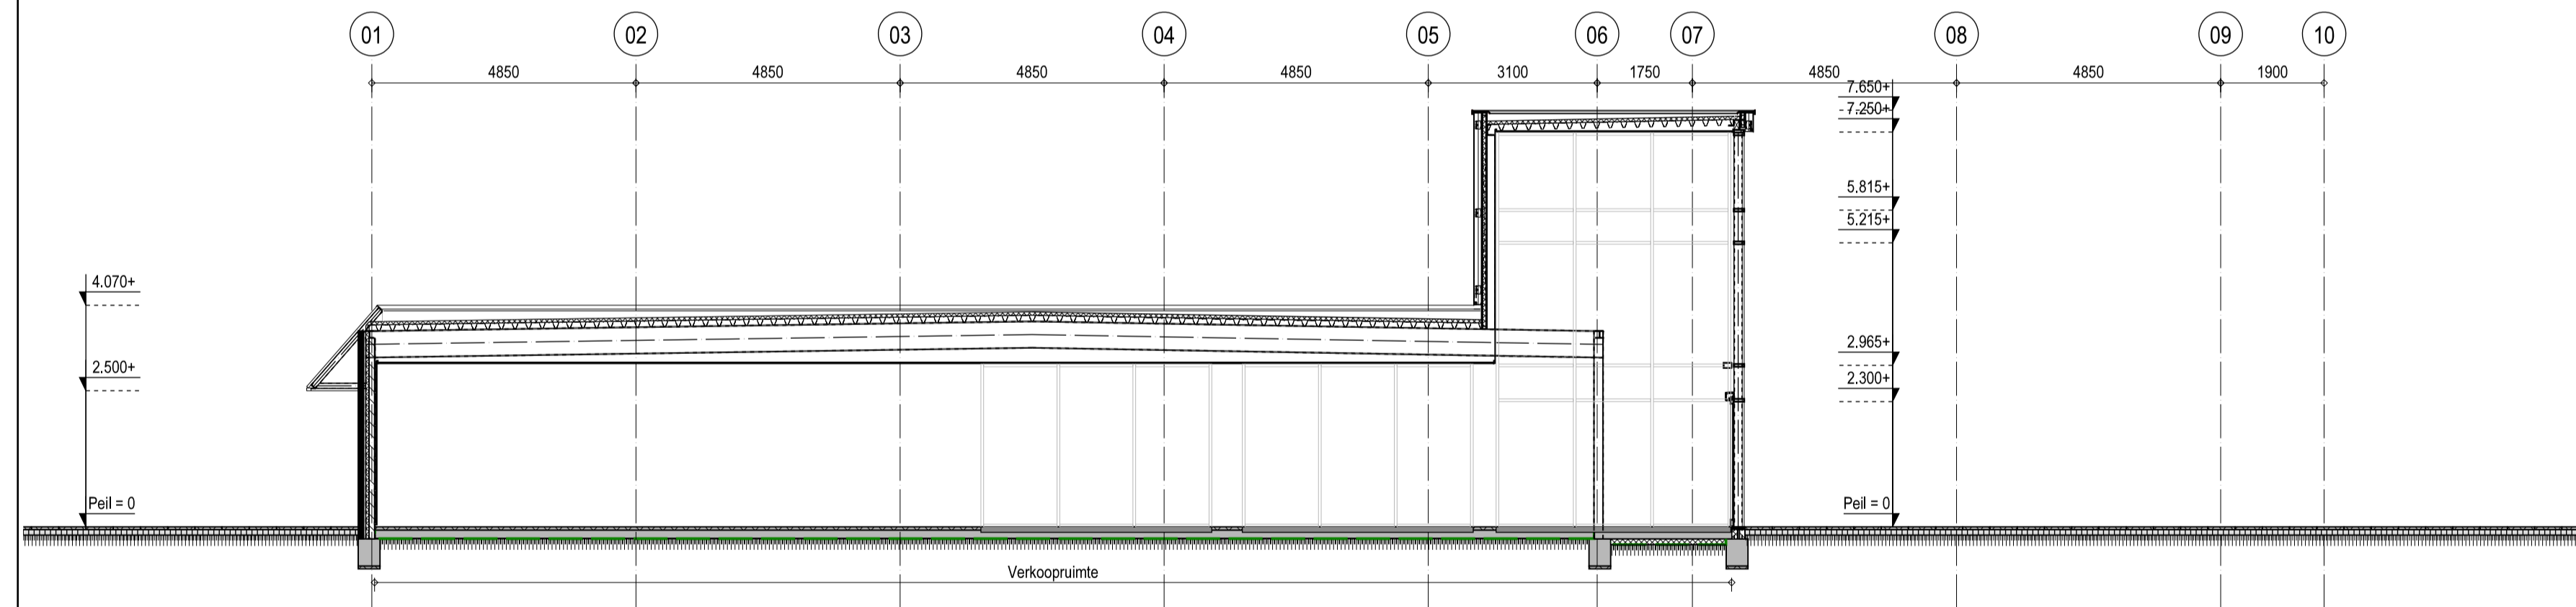 01 02 03 04 05 06 07 08 09 10
4850 4850 4850 4850 3100 1750 4850 4850 1900
7.650+
7.250+
5.815+
5.215+
4.070+
2.965+
2.500+
2.300+
Peil = 0 Peil = 0
Verkoopruimte